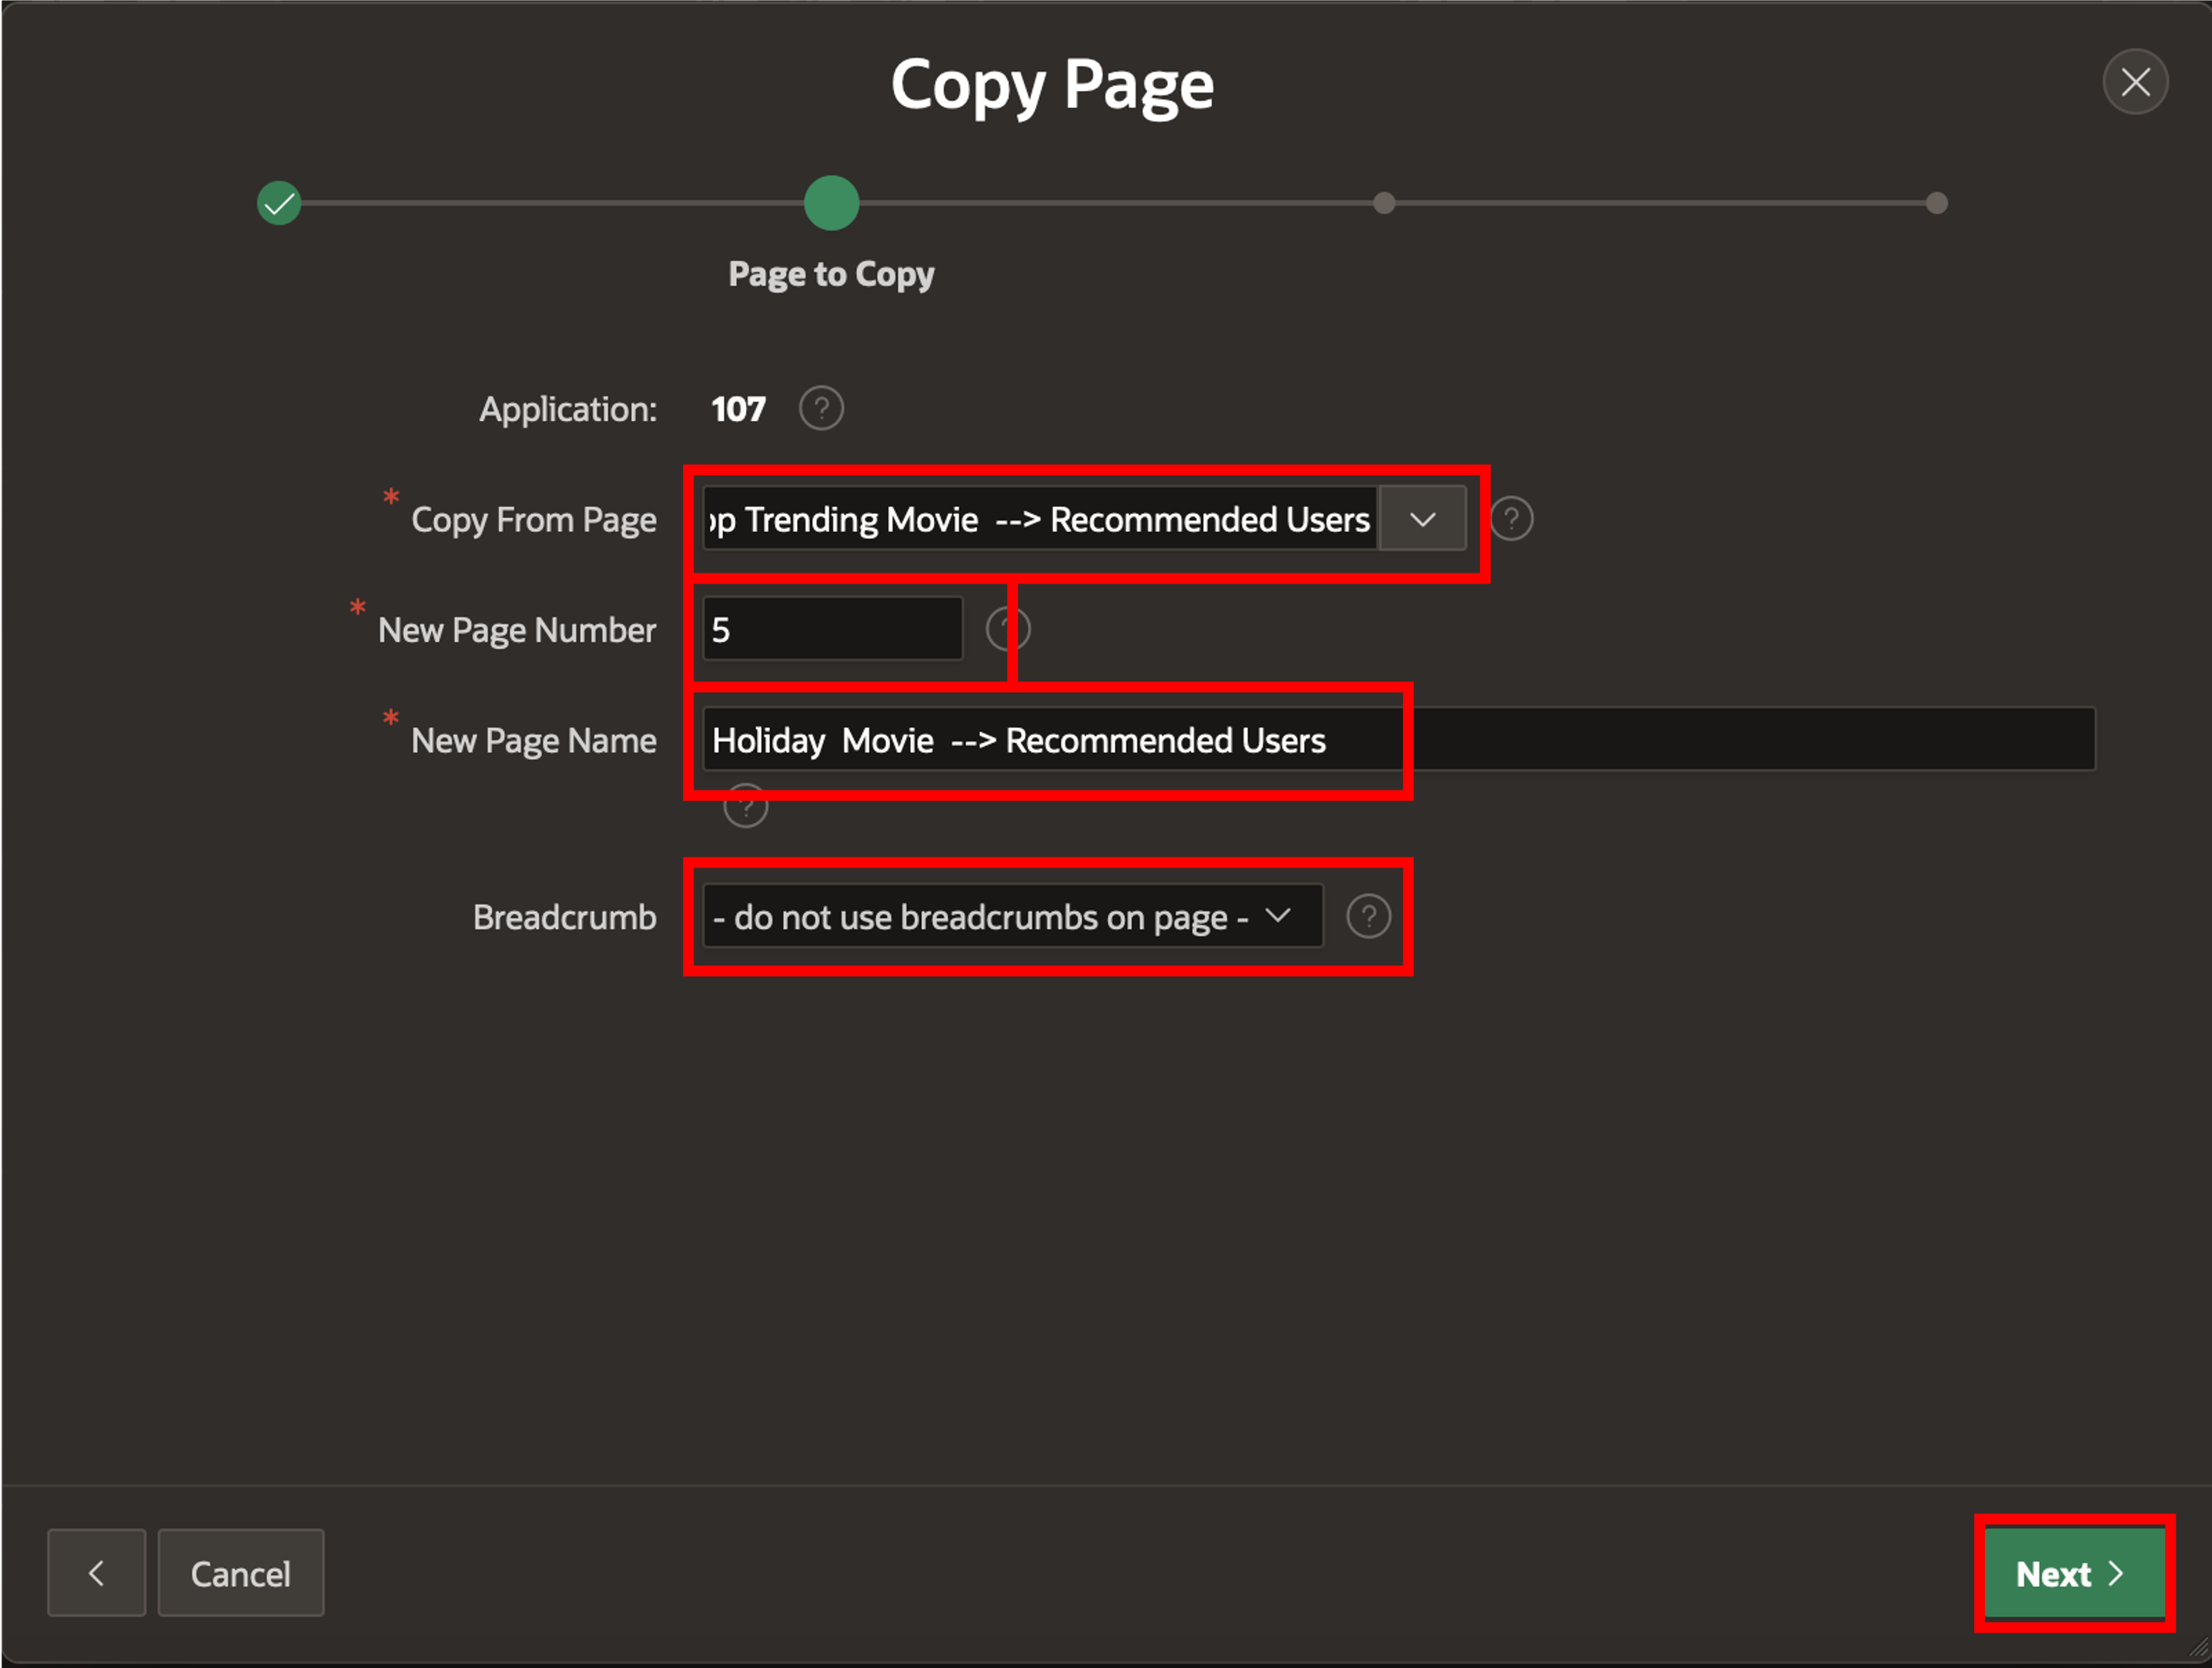 Copy Page
Page to Copy
Application: 107 ?
* Copy From Page Trending Movie --> Recommended Users ?
* New Page Number 5 ?
* New Page Name Holiday Movie --> Recommended Users
?
Breadcrumb - do not use breadcrumbs on page - ?
Cancel Next